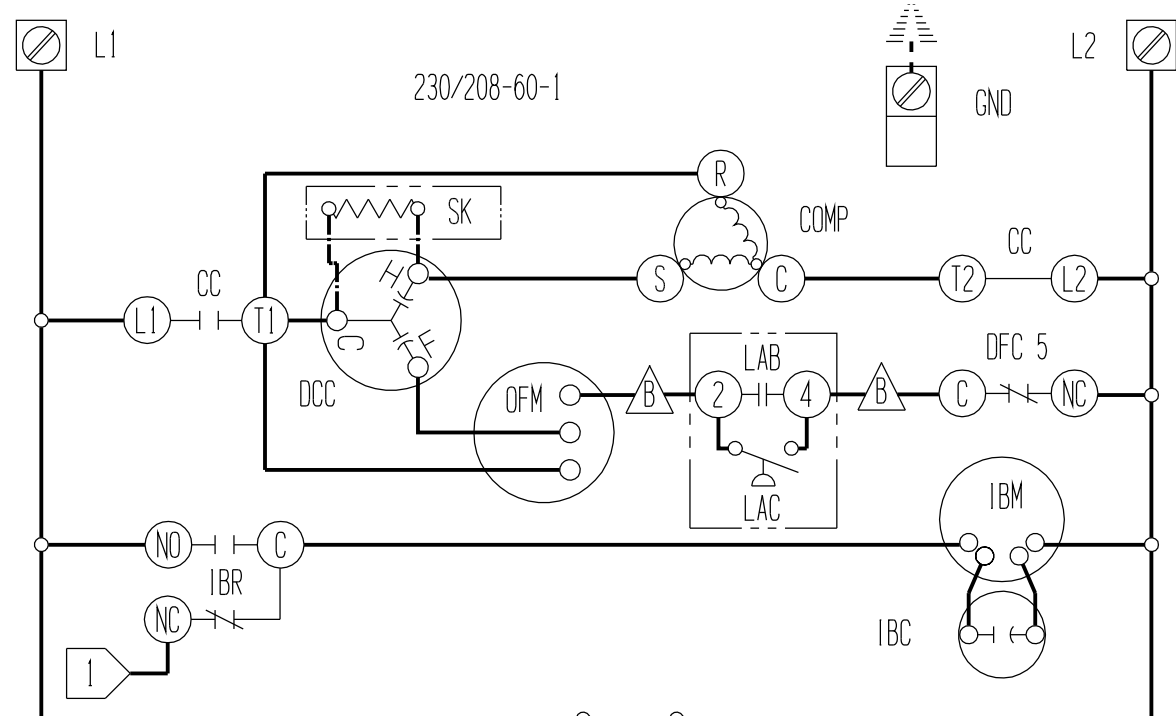 L1
L2
230/208-60-1
GND
R
SK
COMP
CC
CC
H
S
C
T2
L2
L1
T1
C
F
LAB
DFC 5
DCC
OFM
B
2
4
B
C
NC
LAC
IBM
NO
C
IBR
NC
IBC
1